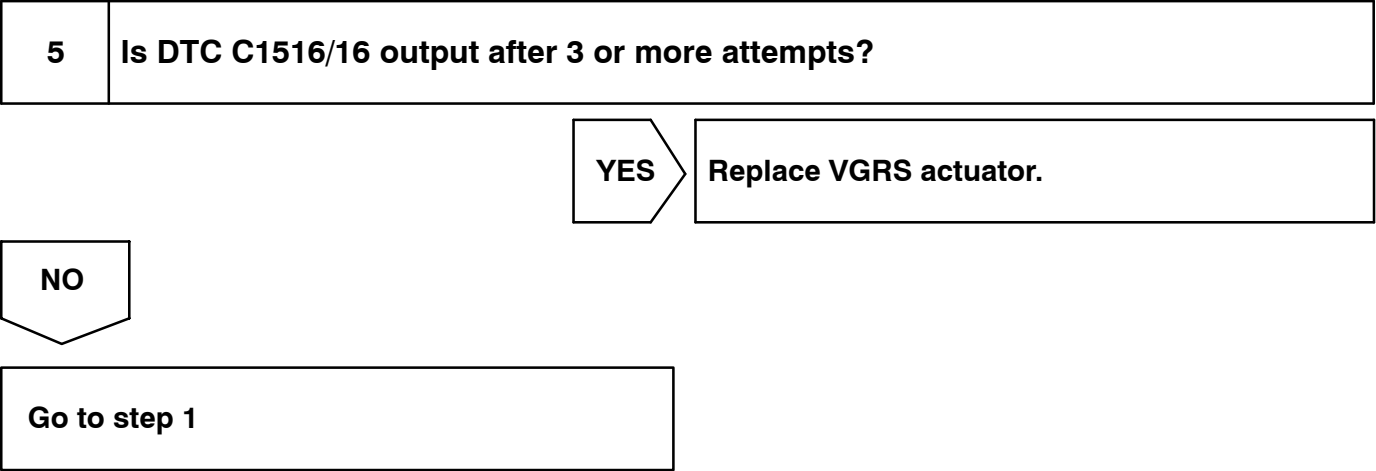 5 Is DTC C1516/16 output after 3 or more attempts?
YES Replace VGRS actuator.
NO
Go to step 1